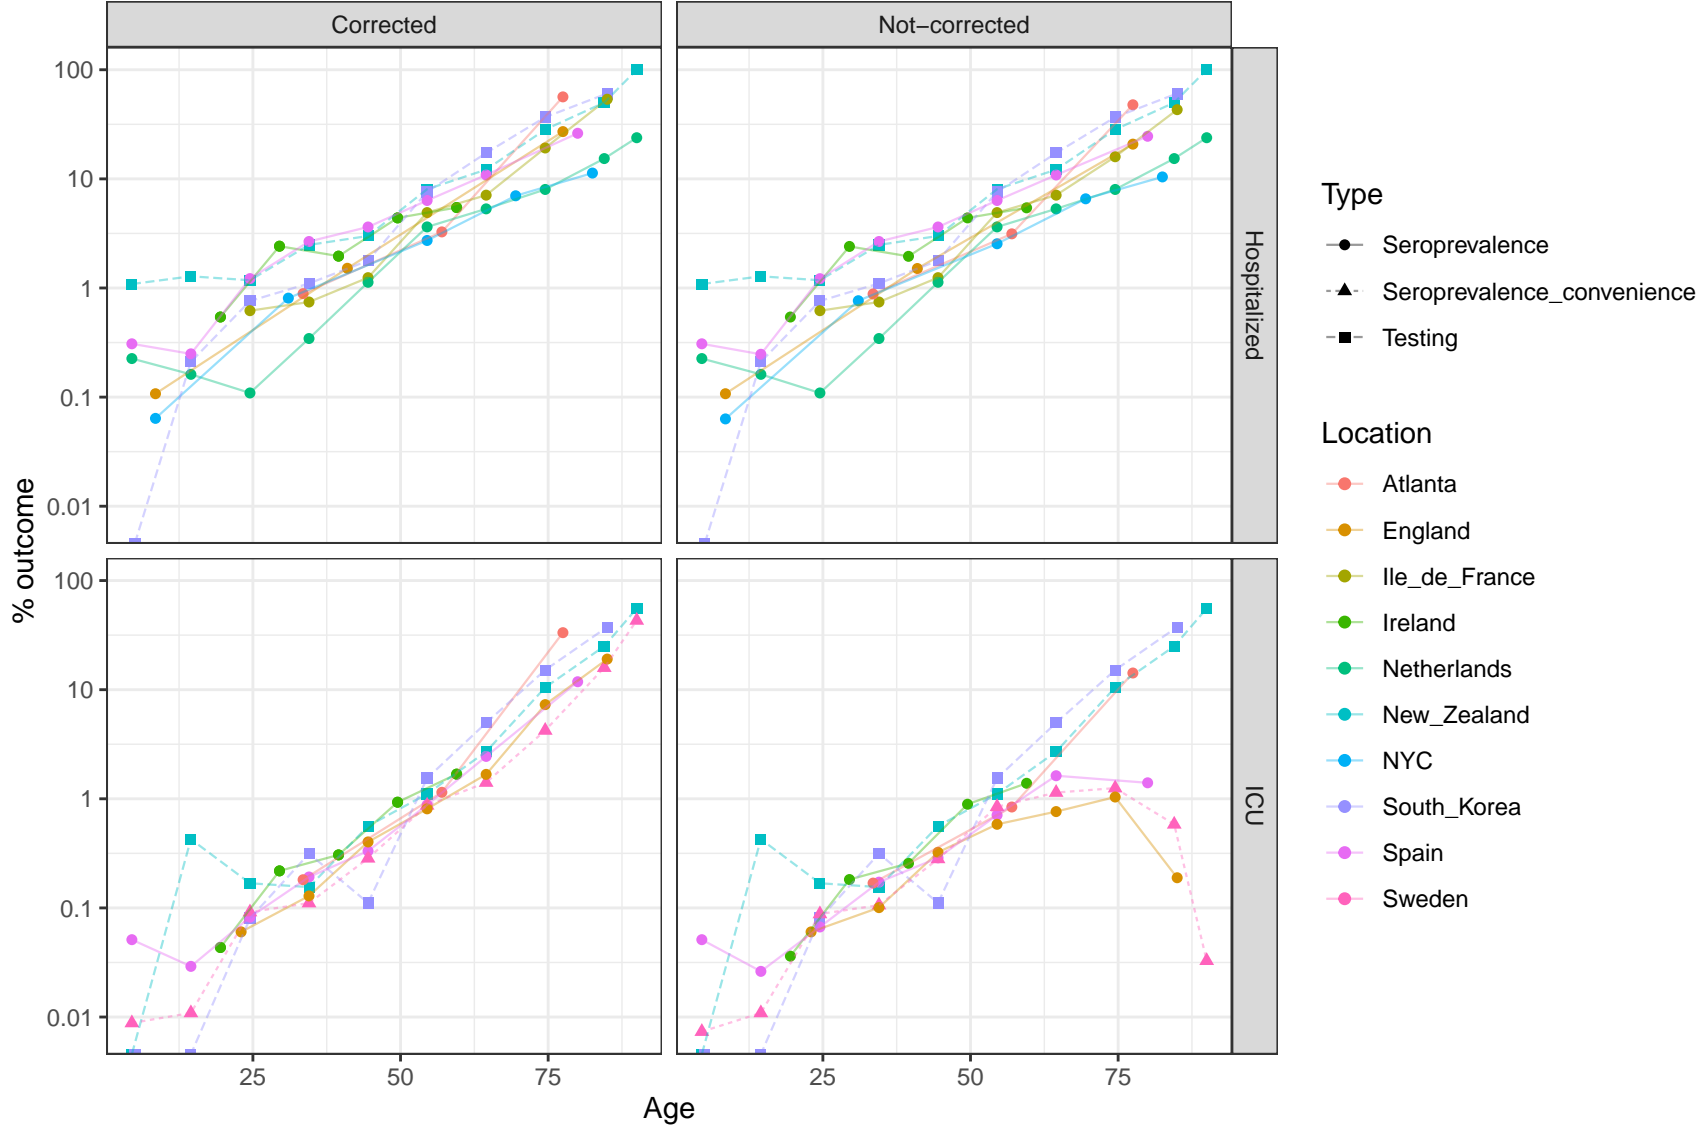 Corrected
Not−corrected
100
10
1
0.1
0.01
Hospitalized
% outcome
100
10
1
0.1
0.01
ICU
25
50
75
25
50
75
Age
Type
Seroprevalence
Seroprevalence_convenience
Testing
Location
Atlanta
England
Ile_de_France
Ireland
Netherlands
New_Zealand
NYC
South_Korea
Spain
Sweden